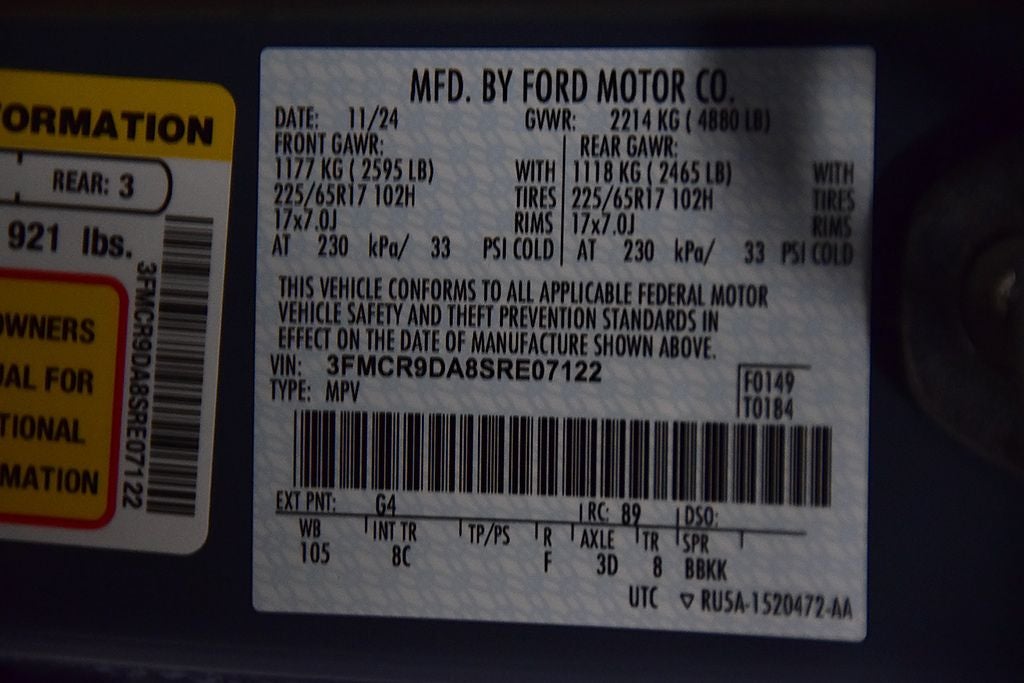 ORMATION
REAR: 3
921 lbs.
OWNERS
UAL FOR
TIONAL
MATION
3FMCR9DA8SRE07122
MFD. BY FORD MOTOR CO.
DATE: 11/24 GVWR: 2214 KG ( 4880 LB)
FRONT GAWR: REAR GAWR:
1177 KG ( 2595 LB) WITH 1118 KG ( 2465 LB) WITH
225/65R17 102H TIRES 225/65R17 102H TIRES
17x7.0J RIMS 17x7.0J RIMS
AT 230 kPa/ 33 PSI COLD AT 230 kPa/ 33 PSI COLD
THIS VEHICLE CONFORMS TO ALL APPLICABLE FEDERAL MOTOR
VEHICLE SAFETY AND THEFT PREVENTION STANDARDS IN
EFFECT ON THE DATE OF MANUFACTURE SHOWN ABOVE.
VIN: 3FMCR9DA8SRE07122
TYPE: MPV
F0149
T0184
EXT PNT: G4 RC: 89 DSO:
WB INT TR TP/PS R AXLE TR SPR
105 8C F 3D 8 BBKK
UTC ▽ RU5A-1520472-AA